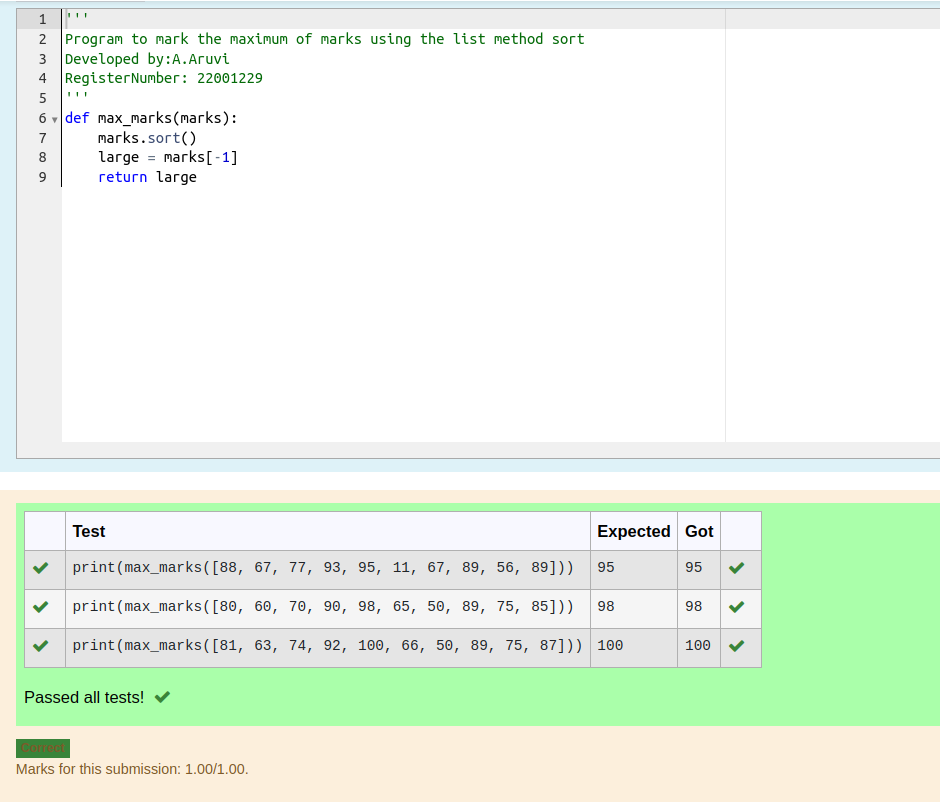 1 '''
2 Program to mark the maximum of marks using the list method sort
3 Developed by:A.Aruvi
4 RegisterNumber: 22001229
5 '''
6 def max_marks(marks):
7     marks.sort()
8     large = marks[-1]
9     return large
Test Expected Got
print(max_marks([88, 67, 77, 93, 95, 11, 67, 89, 56, 89])) 95 95
print(max_marks([80, 60, 70, 90, 98, 65, 50, 89, 75, 85])) 98 98
print(max_marks([81, 63, 74, 92, 100, 66, 50, 89, 75, 87])) 100 100
Passed all tests!
Correct
Marks for this submission: 1.00/1.00.